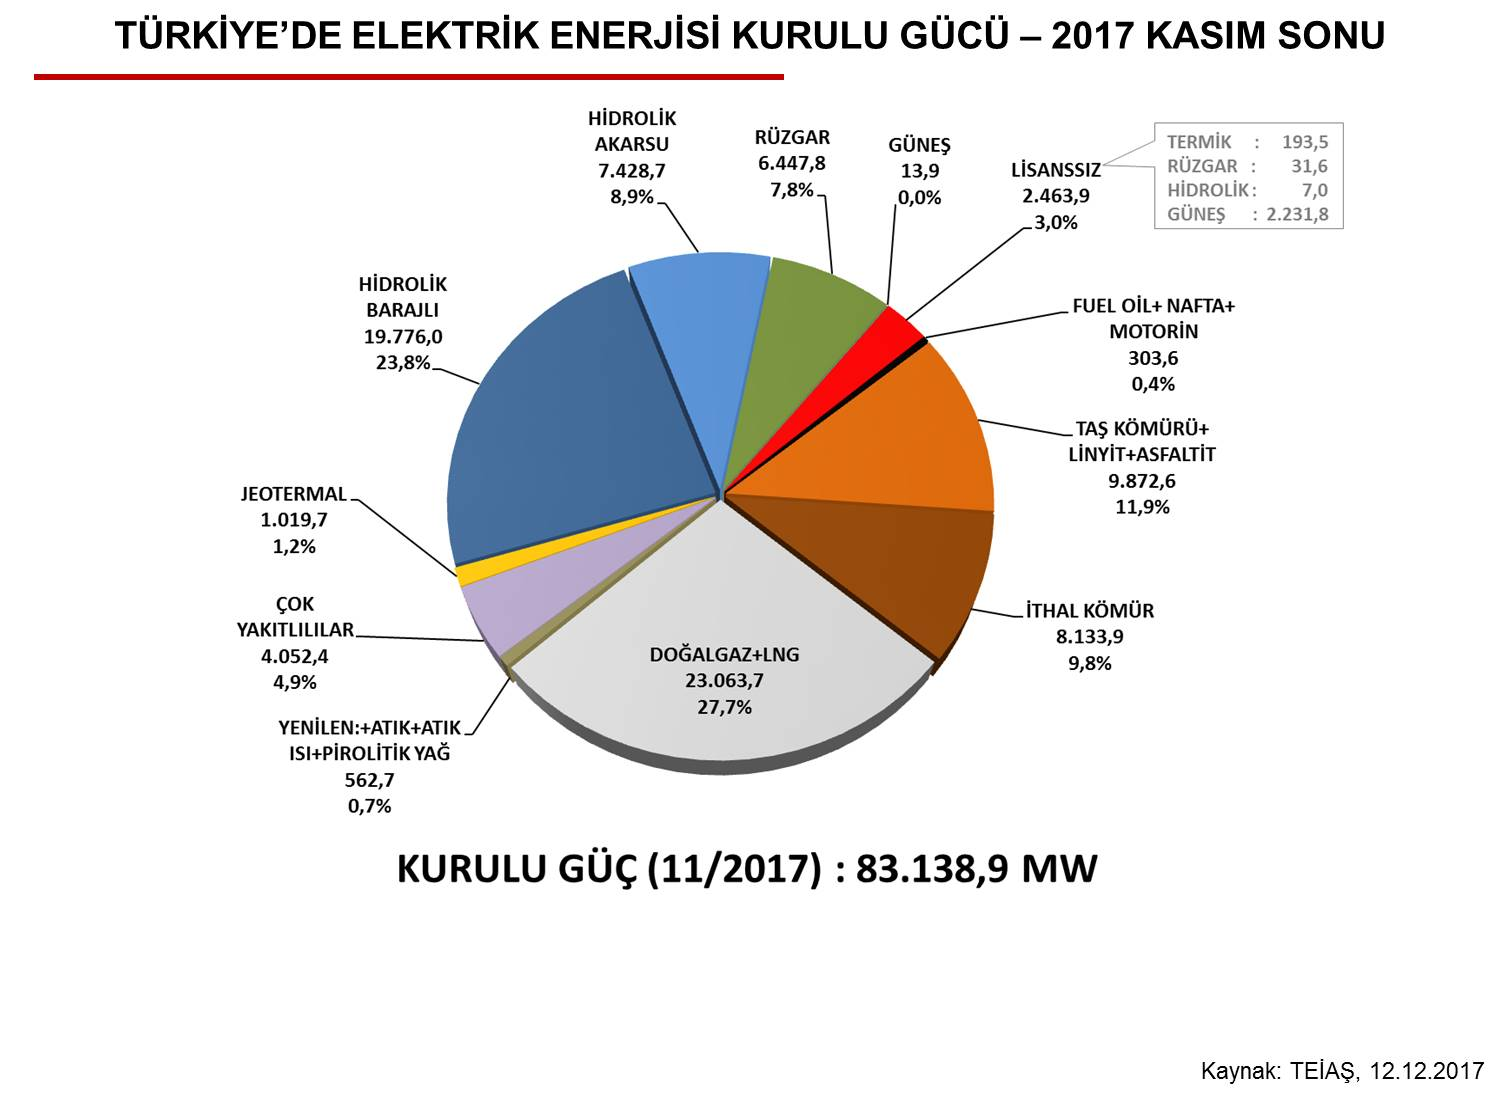 TÜRKİYE’DE ELEKTRİK ENERJİSİ KURULU GÜCÜ – 2017 KASIM SONU
HİDROLİK
AKARSU
7.428,7
8,9%
RÜZGAR
6.447,8
7,8%
GÜNEŞ
13,9
0,0%
LİSANSSIZ
2.463,9
3,0%
TERMİK : 193,5
RÜZGAR : 31,6
HİDROLİK : 7,0
GÜNEŞ : 2.231,8
FUEL OİL+ NAFTA+
MOTORİN
303,6
0,4%
TAŞ KÖMÜRÜ+
LİNYİT+ASFALTİT
9.872,6
11,9%
İTHAL KÖMÜR
8.133,9
9,8%
DOĞALGAZ+LNG
23.063,7
27,7%
YENİLEN:+ATIK+ATIK
ISI+PİROLİTİK YAĞ
562,7
0,7%
ÇOK
YAKITLILILAR
4.052,4
4,9%
JEOTERMAL
1.019,7
1,2%
HİDROLİK
BARAJLI
19.776,0
23,8%
KURULU GÜÇ (11/2017) : 83.138,9 MW
Kaynak: TEİAŞ, 12.12.2017